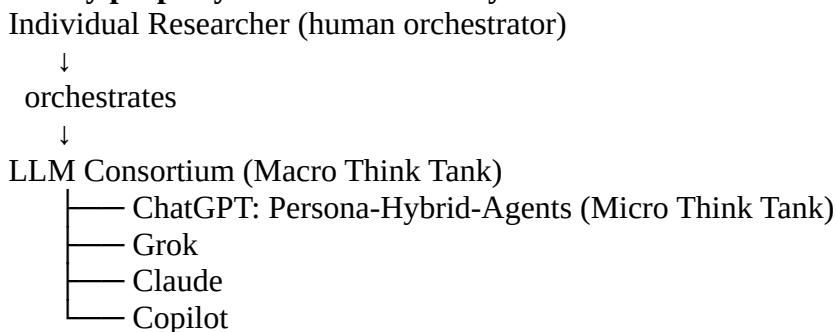 Individual Researcher (human orchestrator)
↓
orchestrates
↓
LLM Consortium (Macro Think Tank)
├── ChatGPT: Persona-Hybrid-Agents (Micro Think Tank)
├── Grok
├── Claude
└── Copilot